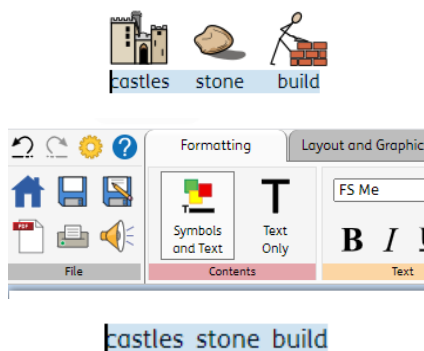 castles stone build
Formatting Layout and Graphic
FS Me
PDF
T
T
Symbols and Text
Text Only
B I U
File Contents Text
castles stone build